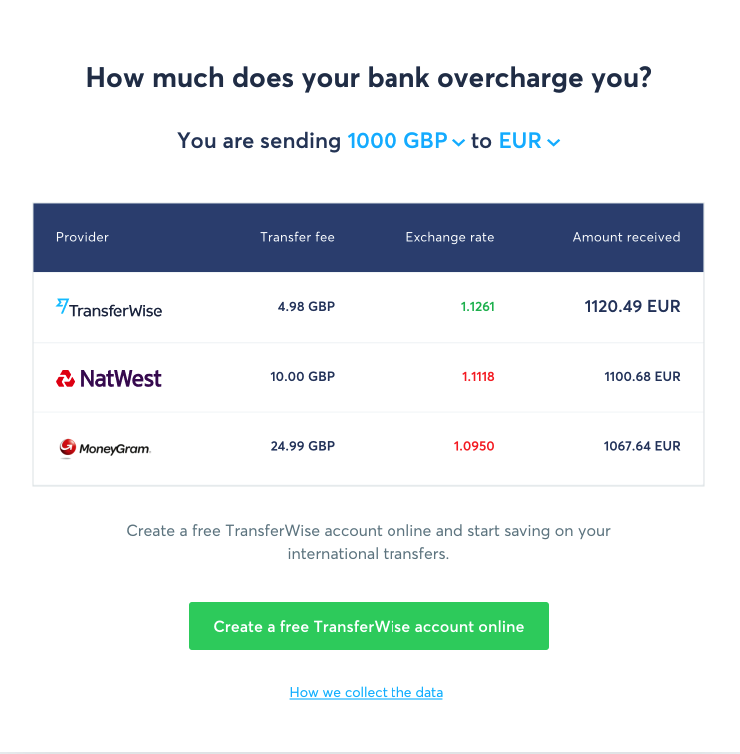 How much does your bank overcharge you?
You are sending 1000 GBP to EUR
Provider Transfer fee Exchange rate Amount received
TransferWise 4.98 GBP 1.1261 1120.49 EUR
NatWest 10.00 GBP 1.1118 1100.68 EUR
MoneyGram. 24.99 GBP 1.0950 1067.64 EUR
Create a free TransferWise account online and start saving on your
international transfers.
Create a free TransferWise account online
How we collect the data